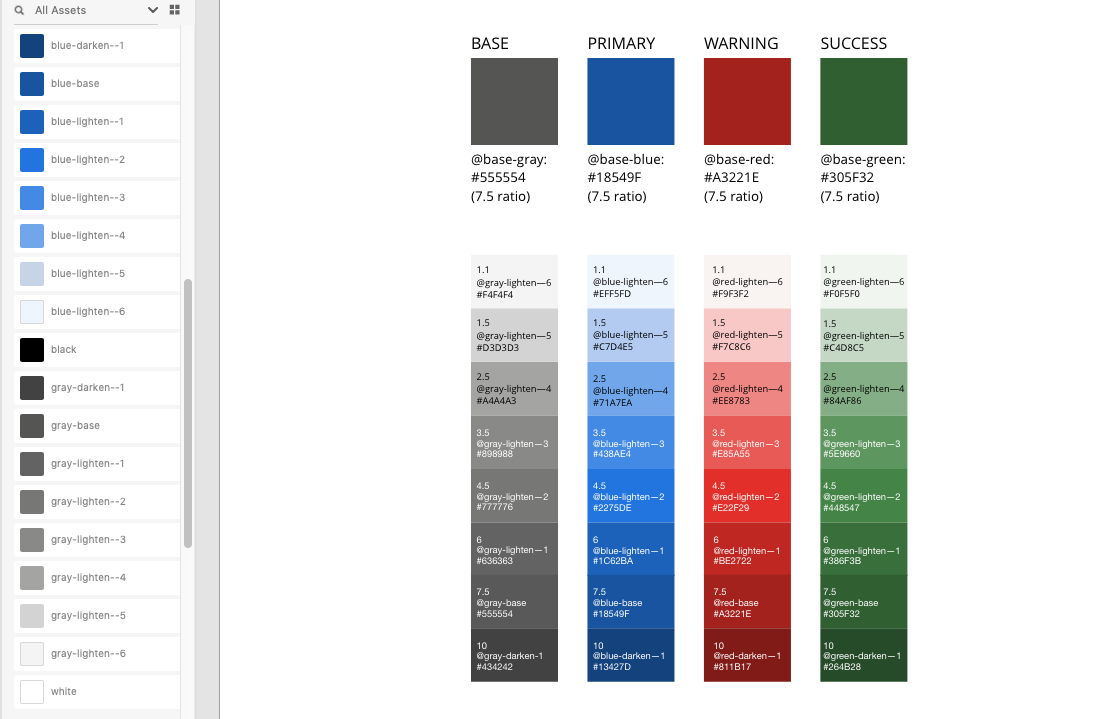 All Assets
blue-darken--1
blue-base
blue-lighten--1
blue-lighten--2
blue-lighten--3
blue-lighten--4
blue-lighten--5
blue-lighten--6
black
gray-darken--1
gray-base
gray-lighten--1
gray-lighten--2
gray-lighten--3
gray-lighten--4
gray-lighten--5
gray-lighten--6
white
BASE
@base-gray:
#555554
(7.5 ratio)
PRIMARY
@base-blue:
#18549F
(7.5 ratio)
WARNING
@base-red:
#A3221E
(7.5 ratio)
SUCCESS
@base-green:
#305F32
(7.5 ratio)
1.1
@gray-lighten—6
#F4F4F4
1.5
@gray-lighten—5
#D3D3D3
2.5
@gray-lighten—4
#A4A4A3
3.5
@gray-lighten—3
#898988
4.5
@gray-lighten—2
#777776
6
@gray-lighten—1
#636363
7.5
@gray-base
#555554
10
@gray-darken-1
#434242
1.1
@blue-lighten—6
#EFF5FD
1.5
@blue-lighten—5
#C7D4E5
2.5
@blue-lighten—4
#71A7EA
3.5
@blue-lighten—3
#438AE4
4.5
@blue-lighten—2
#2275DE
6
@blue-lighten—1
#1C62BA
7.5
@blue-base
#18549F
10
@blue-darken—1
#13427D
1.1
@red-lighten—6
#F9F3F2
1.5
@red-lighten—5
#F7C8C6
2.5
@red-lighten—4
#EE8783
3.5
@red-lighten—3
#E85A55
4.5
@red-lighten—2
#E22F29
6
@red-lighten—1
#BE2722
7.5
@red-base
#A3221E
10
@red-darken—1
#811B17
1.1
@green-lighten—6
#F0F5F0
1.5
@green-lighten—5
#C4D8C5
2.5
@green-lighten—4
#84AF86
3.5
@green-lighten—3
#5E9660
4.5
@green-lighten—2
#448547
6
@green-lighten—1
#386F3B
7.5
@green-base
#305F32
10
@green-darken—1
#264B28